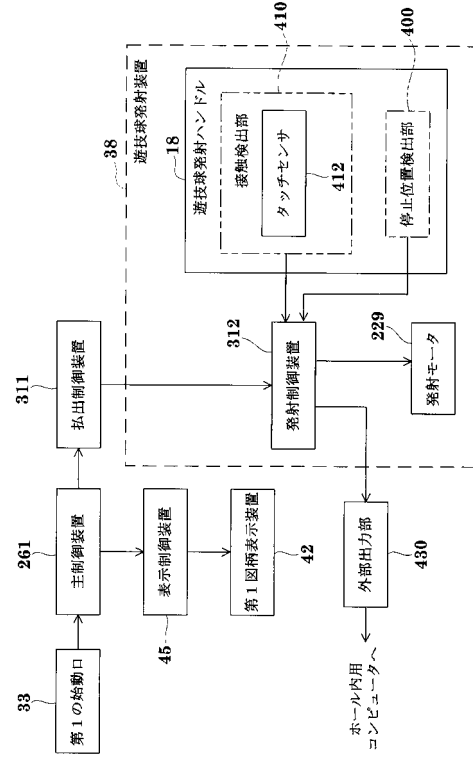 33
第1の始動口
261
主制御装置
311
払出制御装置
45
表示制御装置
第1図柄表示装置
42
38
遊技球発射装置
18
遊技球発射ハンドル
410
接触検出部
タッチセンサ
412
400
停止位置検出部
312
発射制御装置
229
発射モータ
外部出力部
430
ホール内用
コンピュータへ